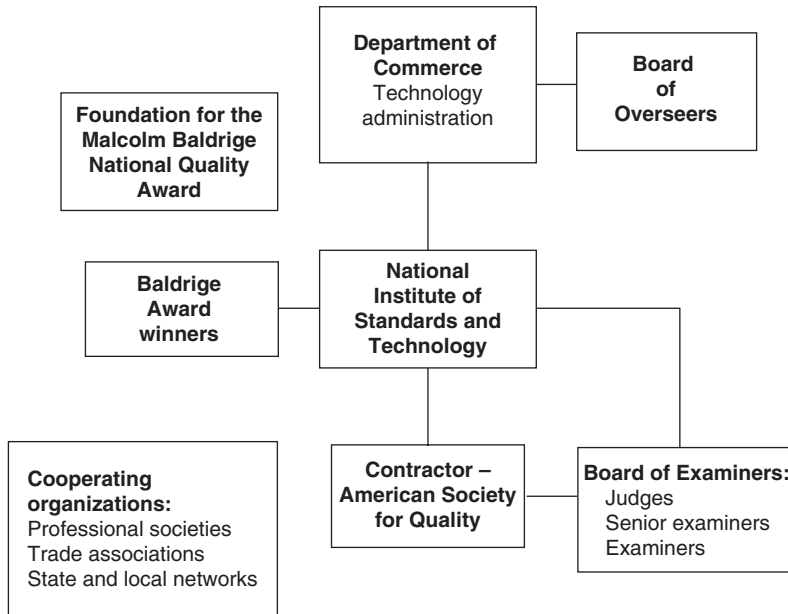 Department of
Commerce
Technology
administration
Board
of
Overseers
Foundation for the
Malcolm Baldrige
National Quality
Award
Baldrige
Award
winners
National
Institute of
Standards and
Technology
Cooperating
organizations:
Professional societies
Trade associations
State and local networks
Contractor –
American Society
for Quality
Board of Examiners:
Judges
Senior examiners
Examiners